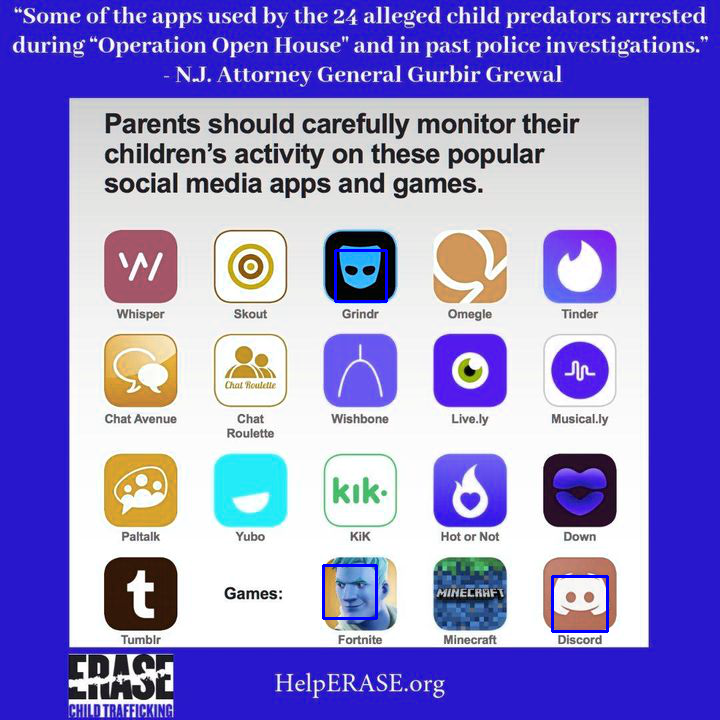 “Some of the apps used by the 24 alleged child predators arrested
during “Operation Open House" and in past police investigations.”
- N.J. Attorney General Gurbir Grewal
Parents should carefully monitor their
children’s activity on these popular
social media apps and games.
Whisper Skout Grindr Omegle Tinder
Chat Roulette
Chat Avenue Chat Roulette Wishbone Live.ly Musical.ly
kik.
Paltalk Yubo KiK Hot or Not Down
t
Games:
MINECRAFT
Tumblr Fortnite Minecraft Discord
ERASE
CHILD TRAFFICKING
HelpERASE.org